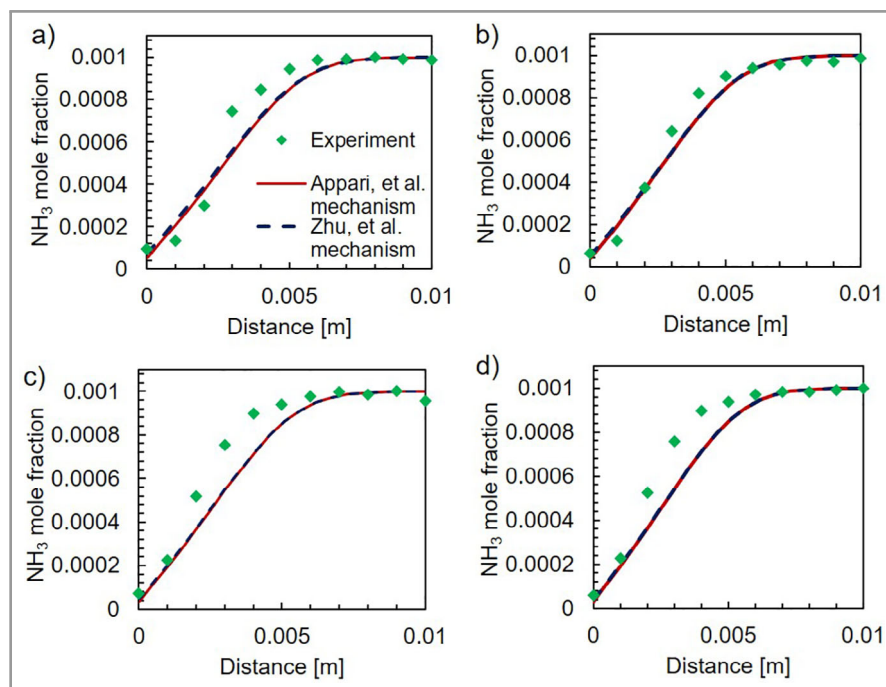 a)
NH3 mole fraction
0.001
0.0008
0.0006
0.0004
0.0002
0
Experiment
Appari, et al.
mechanism
Zhu, et al.
mechanism
0
0.005
0.01
Distance [m]
b)
NH3 mole fraction
0.001
0.0008
0.0006
0.0004
0.0002
0
0
0.005
0.01
Distance [m]
c)
NH3 mole fraction
0.001
0.0008
0.0006
0.0004
0.0002
0
0
0.005
0.01
Distance [m]
d)
NH3 mole fraction
0.001
0.0008
0.0006
0.0004
0.0002
0
0
0.005
0.01
Distance [m]